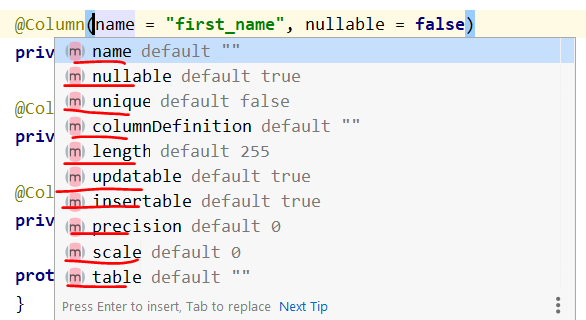 @Column(name = "first_name", nullable = false)
priv
m name default ""
m nullable default true
m unique default false
@Col
m columnDefinition default ""
priv
m length default 255
m updatable default true
@Col
m insertable default true
priv
m precision default 0
m scale default 0
prot
m table default ""
}
Press Enter to insert, Tab to replace Next Tip